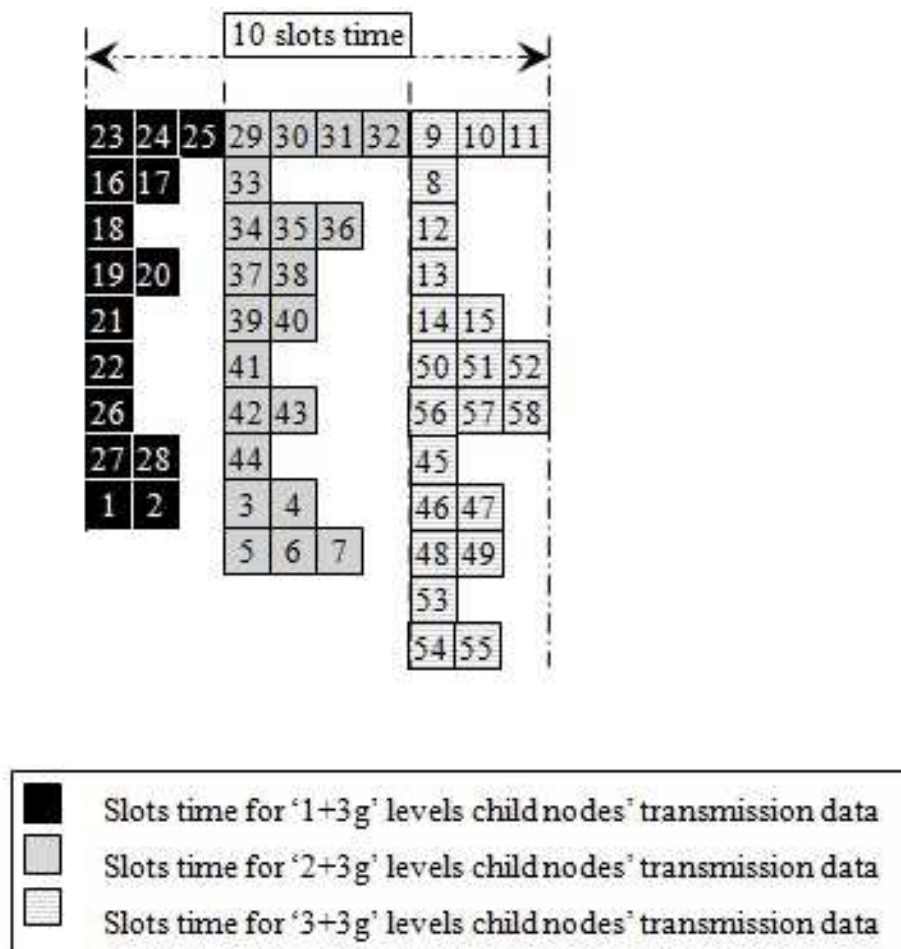 10 slots time
23 24 25 29 30 31 32 9 10 11
16 17 33 8
18 34 35 36 12
19 20 37 38 13
21 39 40 14 15
22 41 50 51 52
26 42 43 56 57 58
27 28 44 45
1 2 3 4 46 47
5 6 7 48 49
53
54 55
Slots time for ‘1+3g’ levels child nodes’ transmission data
Slots time for ‘2+3g’ levels child nodes’ transmission data
Slots time for ‘3+3g’ levels child nodes’ transmission data